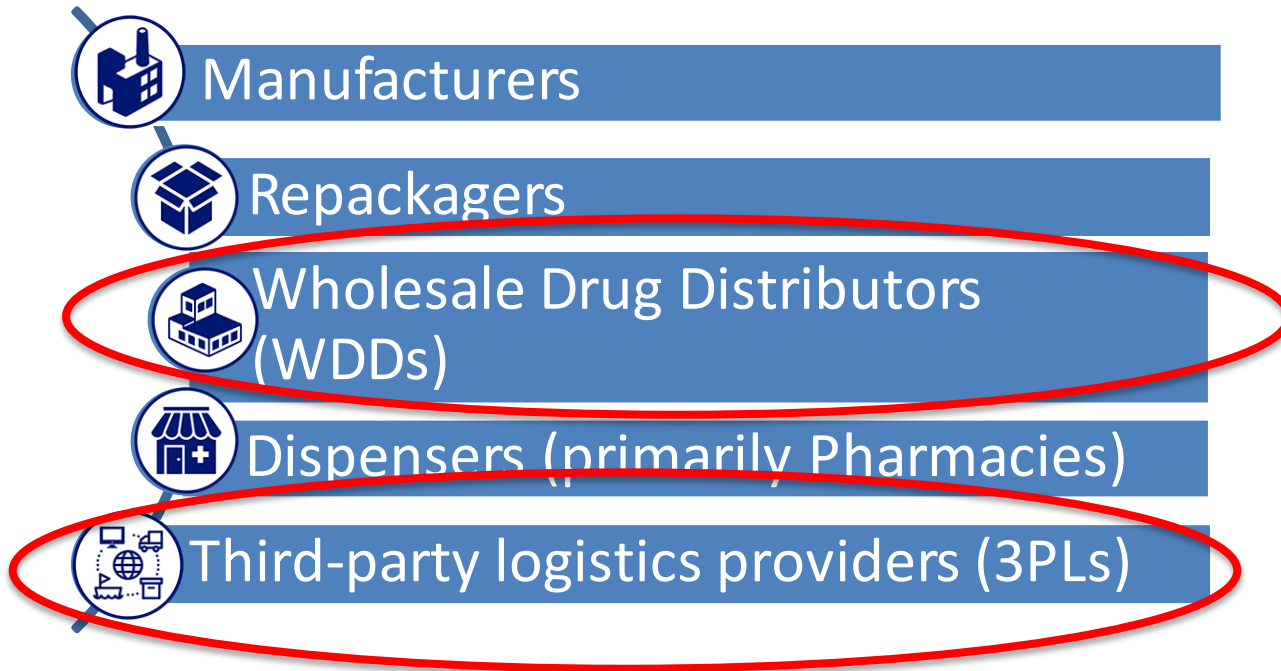 Manufacturers
Repackagers
Wholesale Drug Distributors
(WDDs)
Dispensers (primarily Pharmacies)
Third-party logistics providers (3PLs)